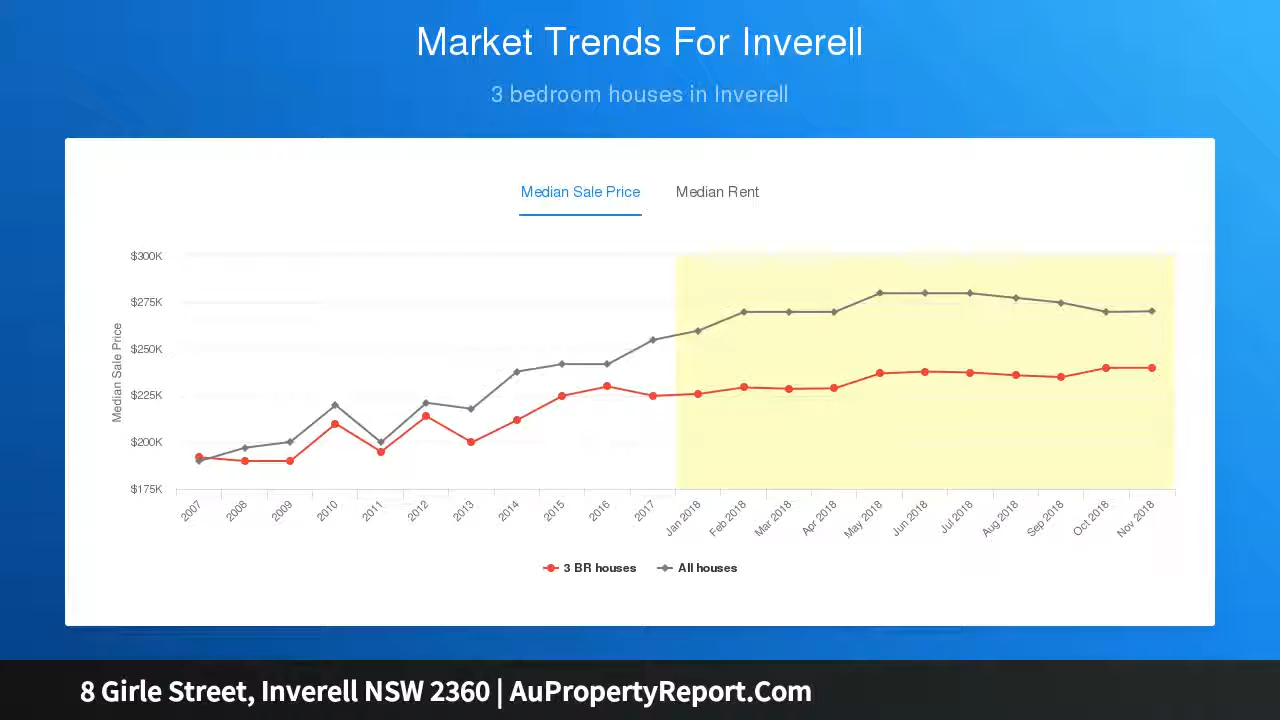 Market Trends For Inverell
3 bedroom houses in Inverell
Median Sale Price Median Rent
$300K
$275K
$250K
$225K
$200K
$175K
Median Sale Price
2007 2008 2009 2010 2011 2012 2013 2014 2015 2016 2017 Jan 2018 Feb 2018 Mar 2018 Apr 2018 May 2018 Jun 2018 Jul 2018 Aug 2018 Sep 2018 Oct 2018 Nov 2018
3 BR houses All houses
8 Girle Street, Inverell NSW 2360 | AuPropertyReport.Com